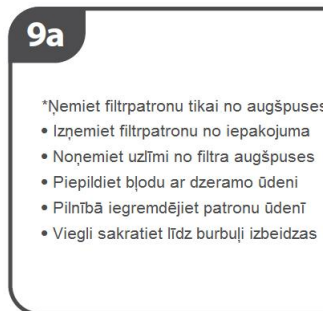 9a
*Ņemiet filtrpatronu tikai no augšpuses
• Izņemiet filtrpatronu no iepakojuma
• Noņemiet uzlīmi no filtra augšpuses
• Piepildiet bļodu ar dzeramo ūdeni
• Pilnībā iegremdējiet patronu ūdenī
• Viegli sakratiet līdz burbuļi izbeidzas